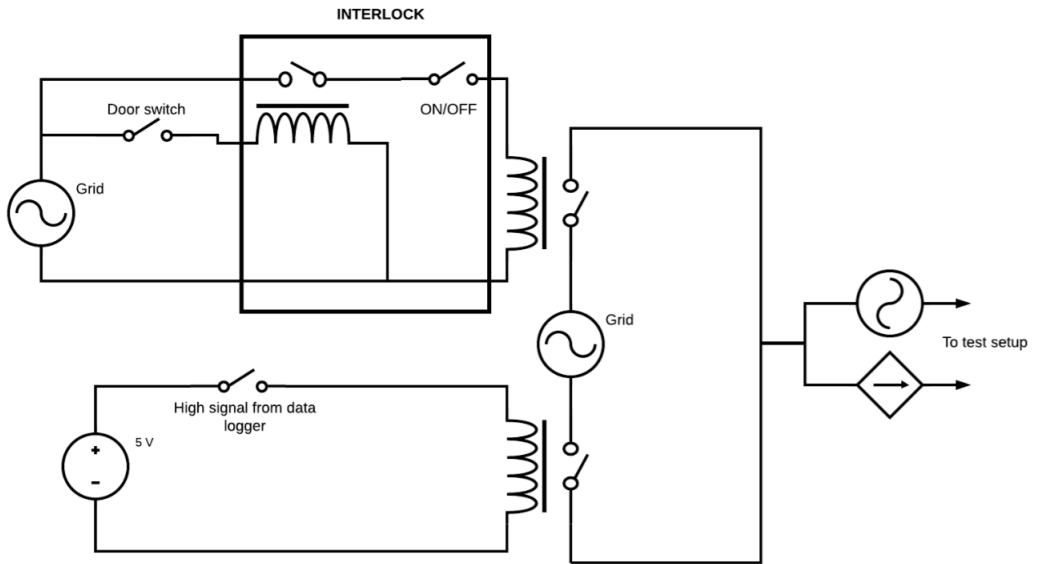 INTERLOCK
Door switch
ON/OFF
Grid
Grid
To test setup
High signal from data
logger
5 V
+
−